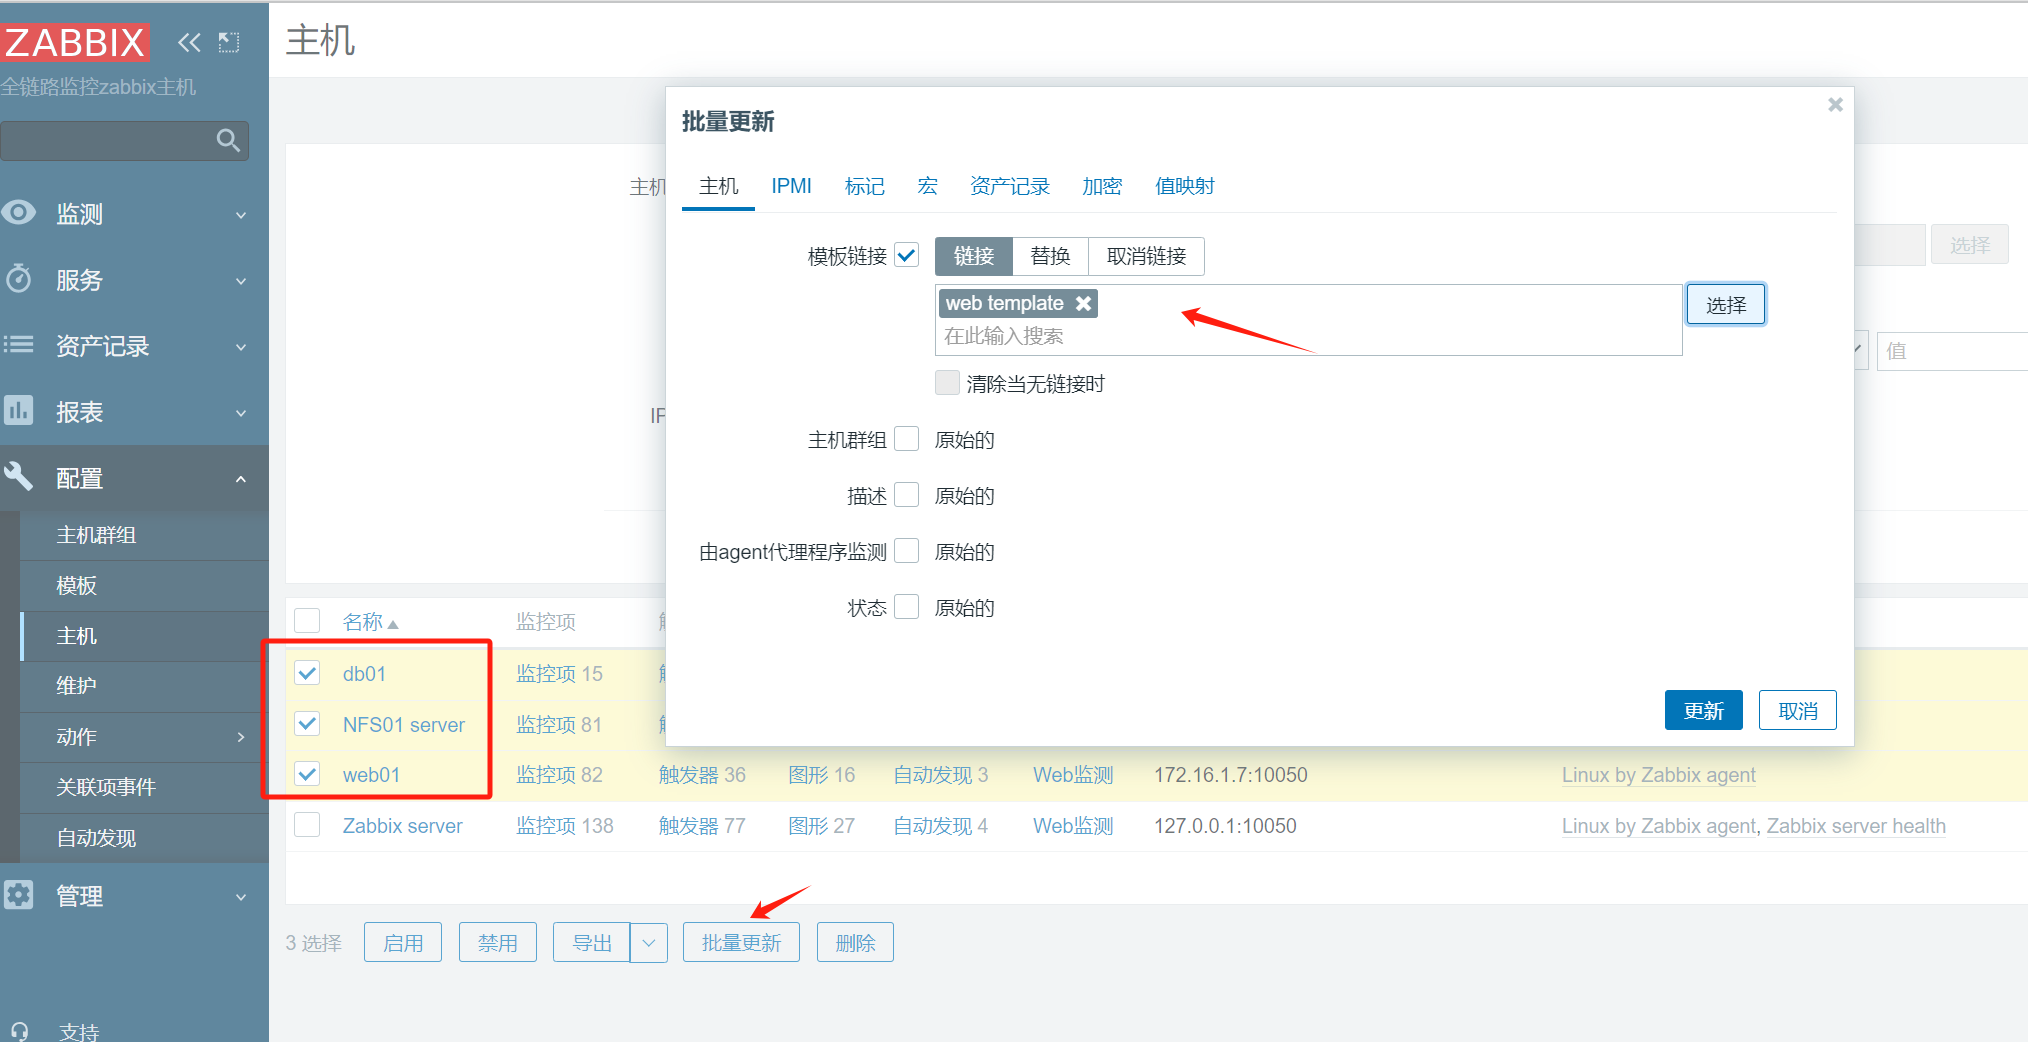 ZABBIX
全链路监控zabbix主机
监测
服务
资产记录
报表
配置
主机群组
模板
主机
维护
动作
关联项事件
自动发现
管理
支持
主机
主机
选择
值
IP
批量更新
主机 IPMI 标记 宏 资产记录 加密 值映射
模板链接 链接 替换 取消链接
web template
选择
在此输入搜索
清除当无链接时
主机群组 原始的
描述 原始的
由agent代理程序监测 原始的
状态 原始的
更新 取消
名称 监控项
db01 监控项 15
NFS01 server 监控项 81
web01 监控项 82 触发器 36 图形 16 自动发现 3 Web监测 172.16.1.7:10050 Linux by Zabbix agent
Zabbix server 监控项 138 触发器 77 图形 27 自动发现 4 Web监测 127.0.0.1:10050 Linux by Zabbix agent, Zabbix server health
3 选择 启用 禁用 导出 批量更新 删除